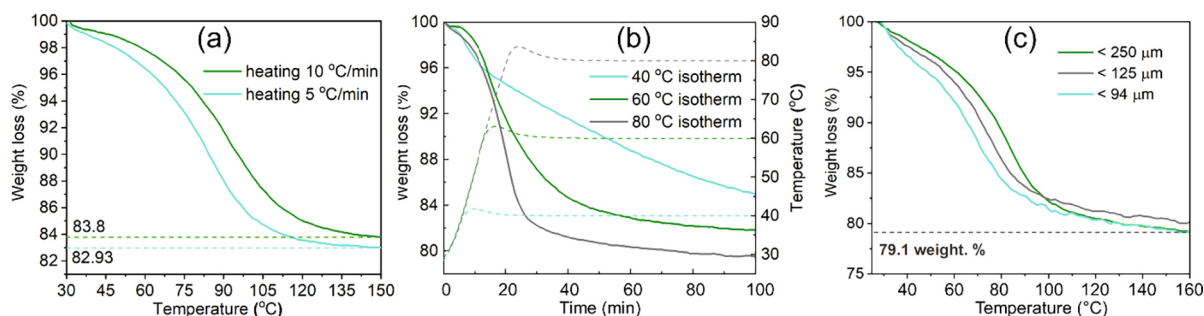 (a)
Weight loss (%)
100
98
96
94
92
90
88
86
84
82
heating 10 °C/min
heating 5 °C/min
83.8
82.93
30 45 60 75 90 105 120 135 150
Temperature (°C)
(b)
Weight loss (%)
100
96
92
88
84
80
40 °C isotherm
60 °C isotherm
80 °C isotherm
90
80
70
60
50
40
30
Temperature (°C)
0 20 40 60 80 100
Time (min)
(c)
Weight loss (%)
100
95
90
85
80
75
< 250 μm
< 125 μm
< 94 μm
79.1 weight. %
40 60 80 100 120 140 160
Temperature (°C)